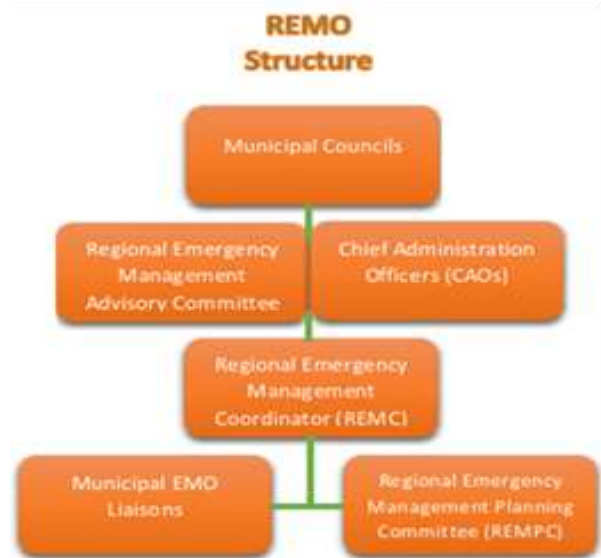 REMO
Structure
Municipal Councils
Regional Emergency
Management
Advisory Committee
Chief Administration
Officers (CAOs)
Regional Emergency
Management
Coordinator (REMC)
Municipal EMO
Liaisons
Regional Emergency
Management Planning
Committee (REMPC)